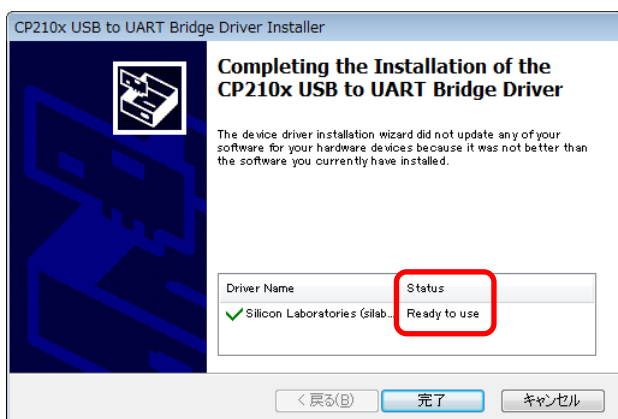 CP210x USB to UART Bridge Driver Installer
Completing the Installation of the
CP210x USB to UART Bridge Driver
The device driver installation wizard did not update any of your
software for your hardware devices because it was not better than
the software you currently have installed.
Driver Name Status
Silicon Laboratories (silab... Ready to use
< 戻る(B) 完了 キャンセル